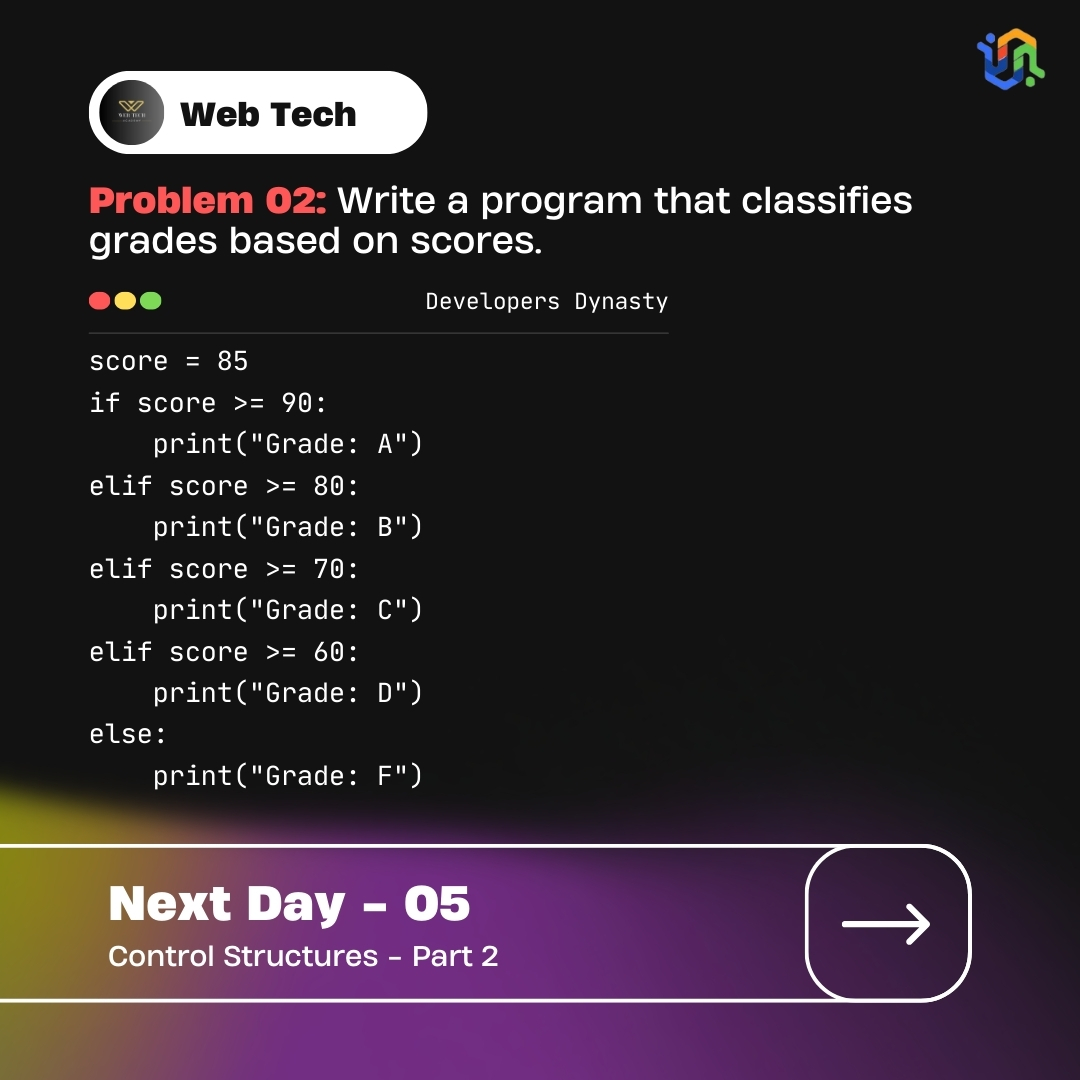 WEB TECH
Web Tech
Problem 02: Write a program that classifies
grades based on scores.
Developers Dynasty
score = 85
if score >= 90:
    print("Grade: A")
elif score >= 80:
    print("Grade: B")
elif score >= 70:
    print("Grade: C")
elif score >= 60:
    print("Grade: D")
else:
    print("Grade: F")
Next Day - 05
Control Structures - Part 2